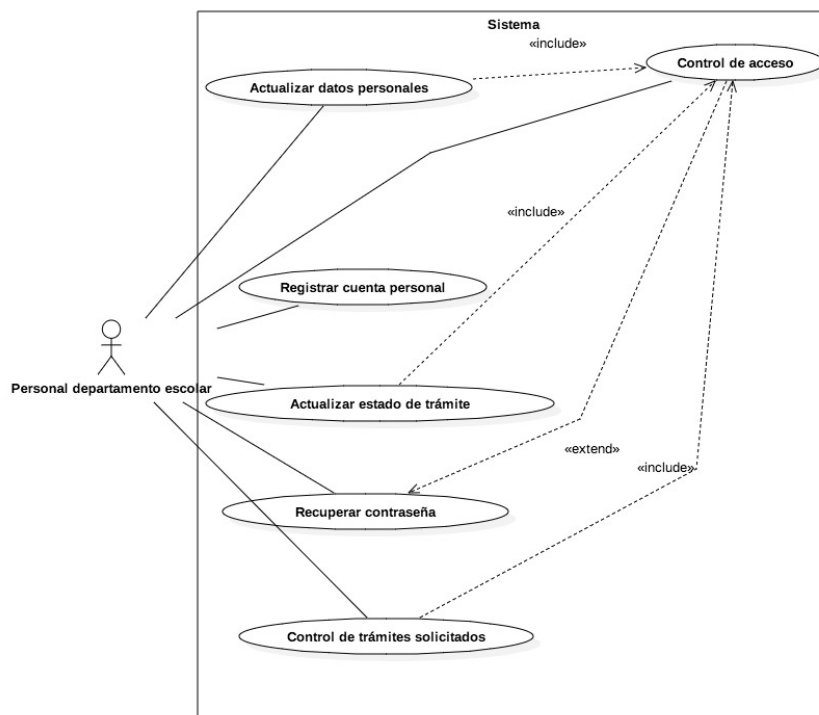 Sistema
«include»
Control de acceso
Actualizar datos personales
«include»
Registrar cuenta personal
Personal departamento escolar
Actualizar estado de trámite
«extend»
«include»
Recuperar contraseña
Control de trámites solicitados